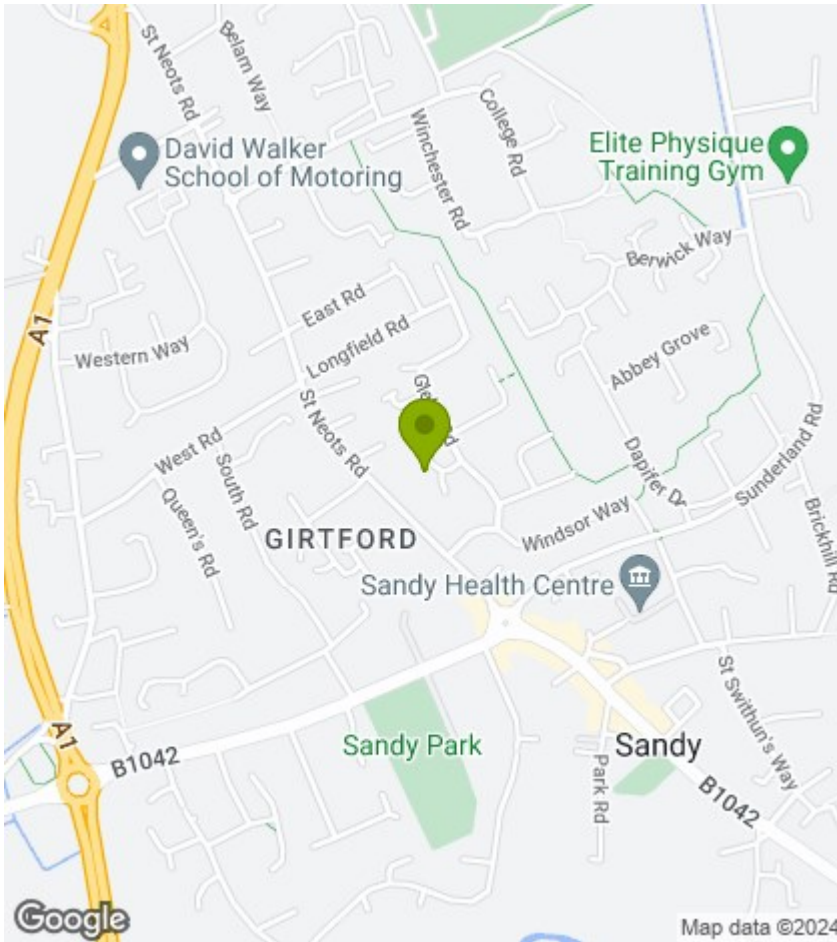 St Neots Rd
Belam Way
College Rd
Winchester Rd
David Walker
School of Motoring
Elite Physique
Training Gym
Berwick Way
East Rd
Longfield Rd
A1
Western Way
Abbey Grove
St Neots Rd
West Rd
South Rd
Queen's Rd
Dapifer Dr
Sunderland Rd
Brickhill Rd
Windsor Way
GIRTFORD
Sandy Health Centre
St Swithun's Way
A1
B1042
Sandy Park
Sandy
Park Rd
B1042
Google
Map data ©2024